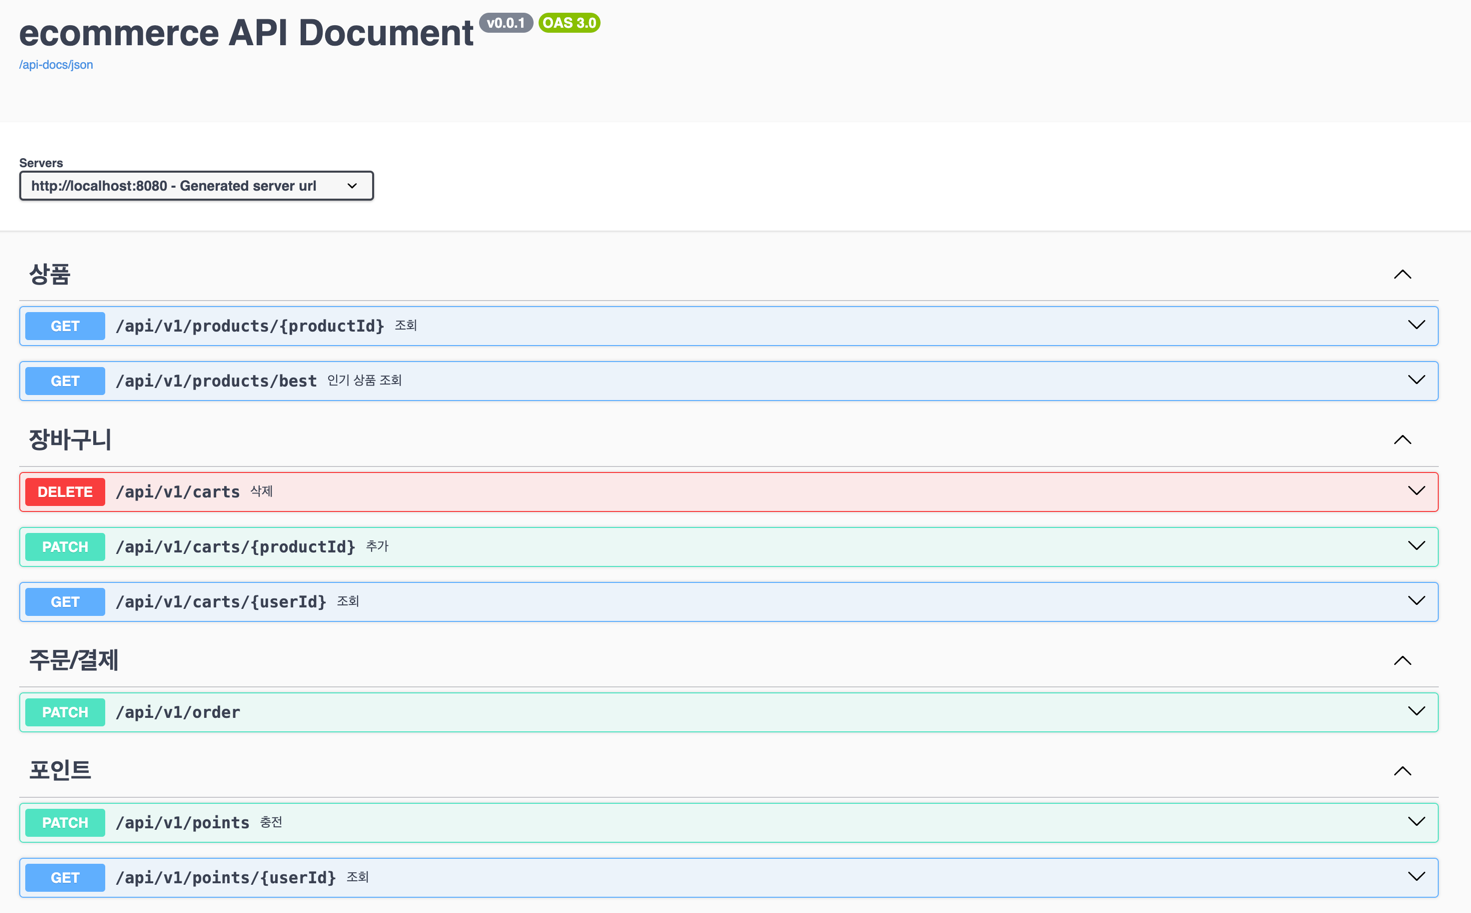 ecommerce API Document v0.0.1 OAS 3.0
/api-docs/json
Servers
http://localhost:8080 - Generated server url
상품
GET /api/v1/products/{productId} 조회
GET /api/v1/products/best 인기 상품 조회
장바구니
DELETE /api/v1/carts 삭제
PATCH /api/v1/carts/{productId} 추가
GET /api/v1/carts/{userId} 조회
주문/결제
PATCH /api/v1/order
포인트
PATCH /api/v1/points 충전
GET /api/v1/points/{userId} 조회